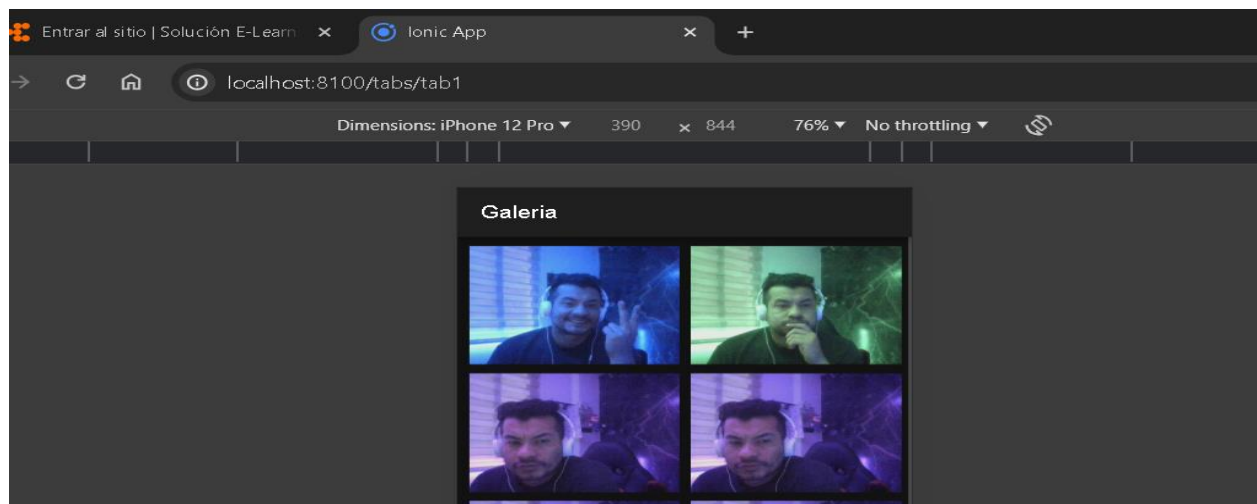 Entrar al sitio | Solución E-Learn
Ionic App
localhost:8100/tabs/tab1
Dimensions: iPhone 12 Pro 390 × 844 76% No throttling
Galeria